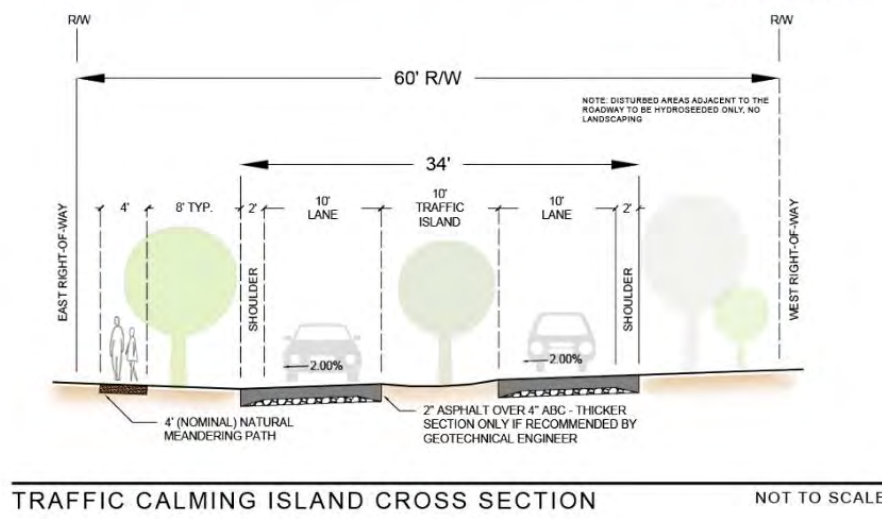 R/W
R/W
60' R/W
NOTE: DISTURBED AREAS ADJACENT TO THE
ROADWAY TO BE HYDROSEEDED ONLY, NO
LANDSCAPING
34'
4'
8' TYP.
2'
10'
LANE
10'
TRAFFIC
ISLAND
10'
LANE
2'
EAST RIGHT-OF-WAY
SHOULDER
SHOULDER
WEST RIGHT-OF-WAY
2.00%
2.00%
4' (NOMINAL) NATURAL
MEANDERING PATH
2" ASPHALT OVER 4" ABC - THICKER
SECTION ONLY IF RECOMMENDED BY
GEOTECHNICAL ENGINEER
TRAFFIC CALMING ISLAND CROSS SECTION
NOT TO SCALE